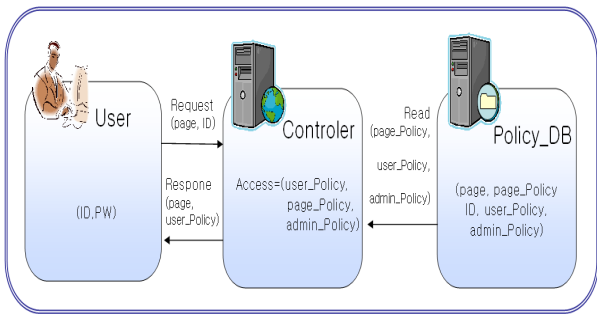 User
(ID,PW)
Request
(page, ID)
Respone
(page,
user_Policy)
Controler
Access=(user_Policy,
page_Policy,
admin_Policy)
Read
(page_Policy,
user_Policy,
admin_Policy)
Policy_DB
(page, page_Policy
ID, user_Policy,
admin_Policy)